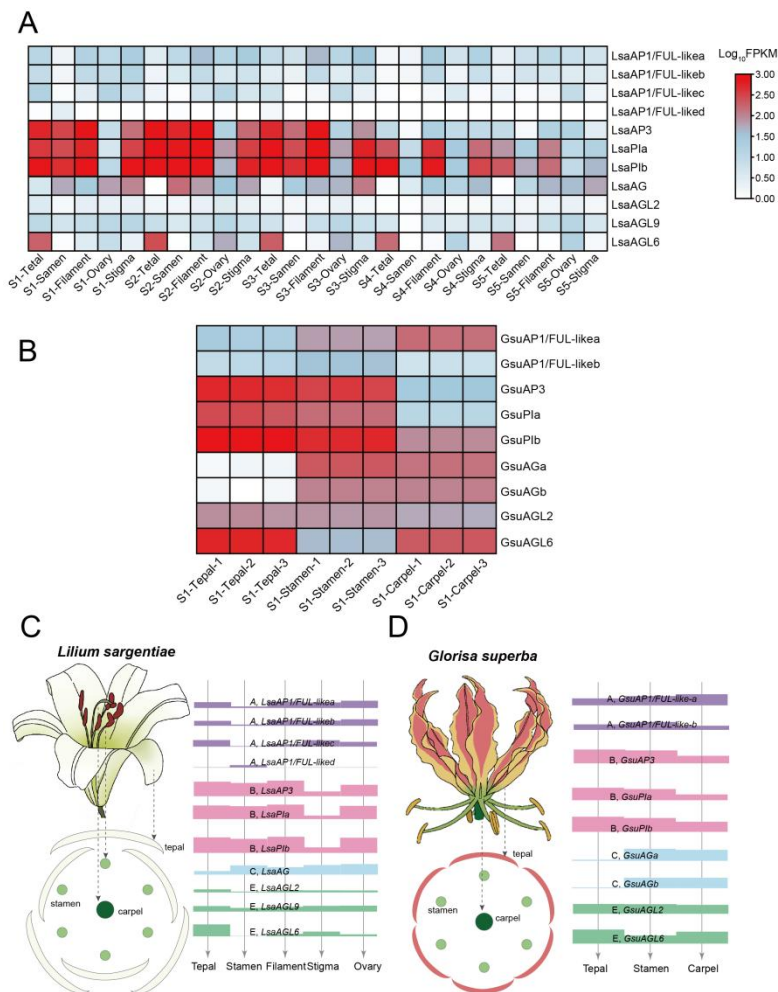 A
Log₁₀FPKM
3.00
2.50
2.00
1.50
1.00
0.50
0.00
LsaAP1/FUL-likea
LsaAP1/FUL-likeb
LsaAP1/FUL-likec
LsaAP1/FUL-liked
LsaAP3
LsaPIa
LsaPIb
LsaAG
LsaAGL2
LsaAGL9
LsaAGL6
S1-Tetal
S1-Samen
S1-Filament
S1-Ovary
S1-Stigma
S2-Tetal
S2-Samen
S2-Filament
S2-Ovary
S2-Stigma
S3-Tetal
S3-Samen
S3-Filament
S3-Ovary
S3-Stigma
S4-Tetal
S4-Samen
S4-Filament
S4-Ovary
S4-Stigma
S5-Tetal
S5-Samen
S5-Filament
S5-Ovary
S5-Stigma
B
GsuAP1/FUL-likea
GsuAP1/FUL-likeb
GsuAP3
GsuPIa
GsuPIb
GsuAGa
GsuAGb
GsuAGL2
GsuAGL6
S1-Tepal-1
S1-Tepal-2
S1-Tepal-3
S1-Stamen-1
S1-Stamen-2
S1-Stamen-3
S1-Carpel-1
S1-Carpel-2
S1-Carpel-3
C
Lilium sargentiae
A, LsaAP1/FUL-likea
A, LsaAP1/FUL-likeb
A, LsaAP1/FUL-likec
A, LsaAP1/FUL-liked
B, LsaAP3
B, LsaPIa
B, LsaPIb
C, LsaAG
E, LsaAGL2
E, LsaAGL9
E, LsaAGL6
tepal
stamen
carpel
Tepal
Stamen
Filament
Stigma
Ovary
D
Glorisa superba
A, GsuAP1/FUL-like-a
A, GsuAP1/FUL-like-b
B, GsuAP3
B, GsuPIa
B, GsuPIb
C, GsuAGa
C, GsuAGb
E, GsuAGL2
E, GsuAGL6
tepal
stamen
carpel
Tepal
Stamen
Carpel